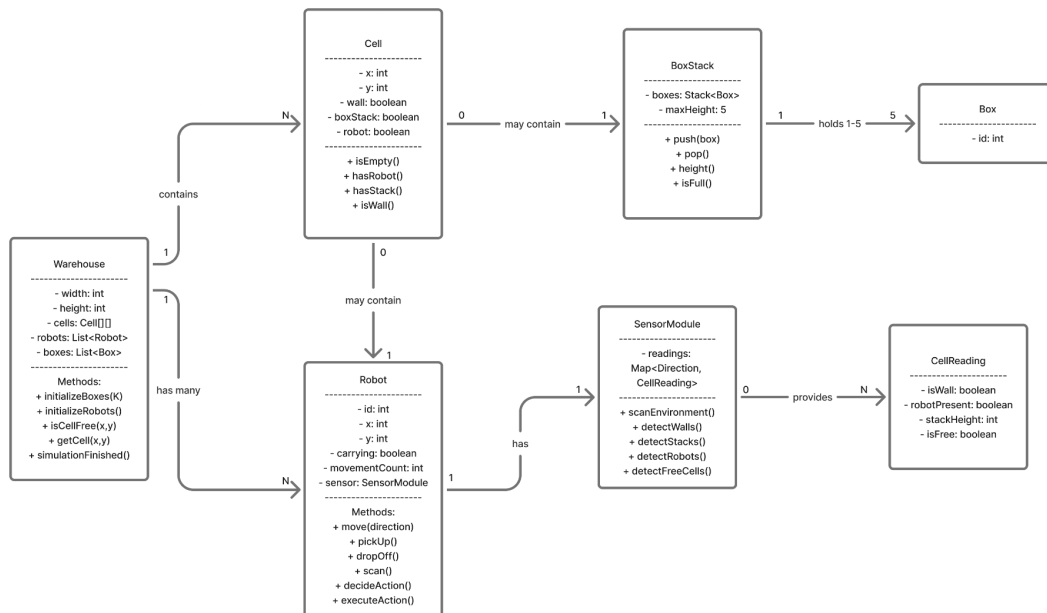 Cell
------------------------
- x: int
- y: int
- wall: boolean
- boxStack: boolean
- robot: boolean
------------------------
+ isEmpty()
+ hasRobot()
+ hasStack()
+ isWall()
0
may contain
1
BoxStack
------------------------
- boxes: Stack<Box>
- maxHeight: 5
------------------------
+ push(box)
+ pop()
+ height()
+ isFull()
1
holds 1-5
5
Box
------------------------
- id: int
N
contains
1
Warehouse
------------------------
- width: int
- height: int
- cells: Cell[][]
- robots: List<Robot>
- boxes: List<Box>
------------------------
Methods:
+ initializeBoxes(K)
+ initializeRobots()
+ isCellFree(x,y)
+ getCell(x,y)
+ simulationFinished()
1
has many
N
0
may contain
1
Robot
------------------------
- id: int
- x: int
- y: int
- carrying: boolean
- movementCount: int
- sensor: SensorModule
------------------------
Methods:
+ move(direction)
+ pickUp()
+ dropOff()
+ scan()
+ decideAction()
+ executeAction()
1
has
1
SensorModule
------------------------
- readings:
Map<Direction,
CellReading>
------------------------
+ scanEnvironment()
+ detectWalls()
+ detectStacks()
+ detectRobots()
+ detectFreeCells()
0
provides
N
CellReading
------------------------
- isWall: boolean
- robotPresent: boolean
- stackHeight: int
- isFree: boolean